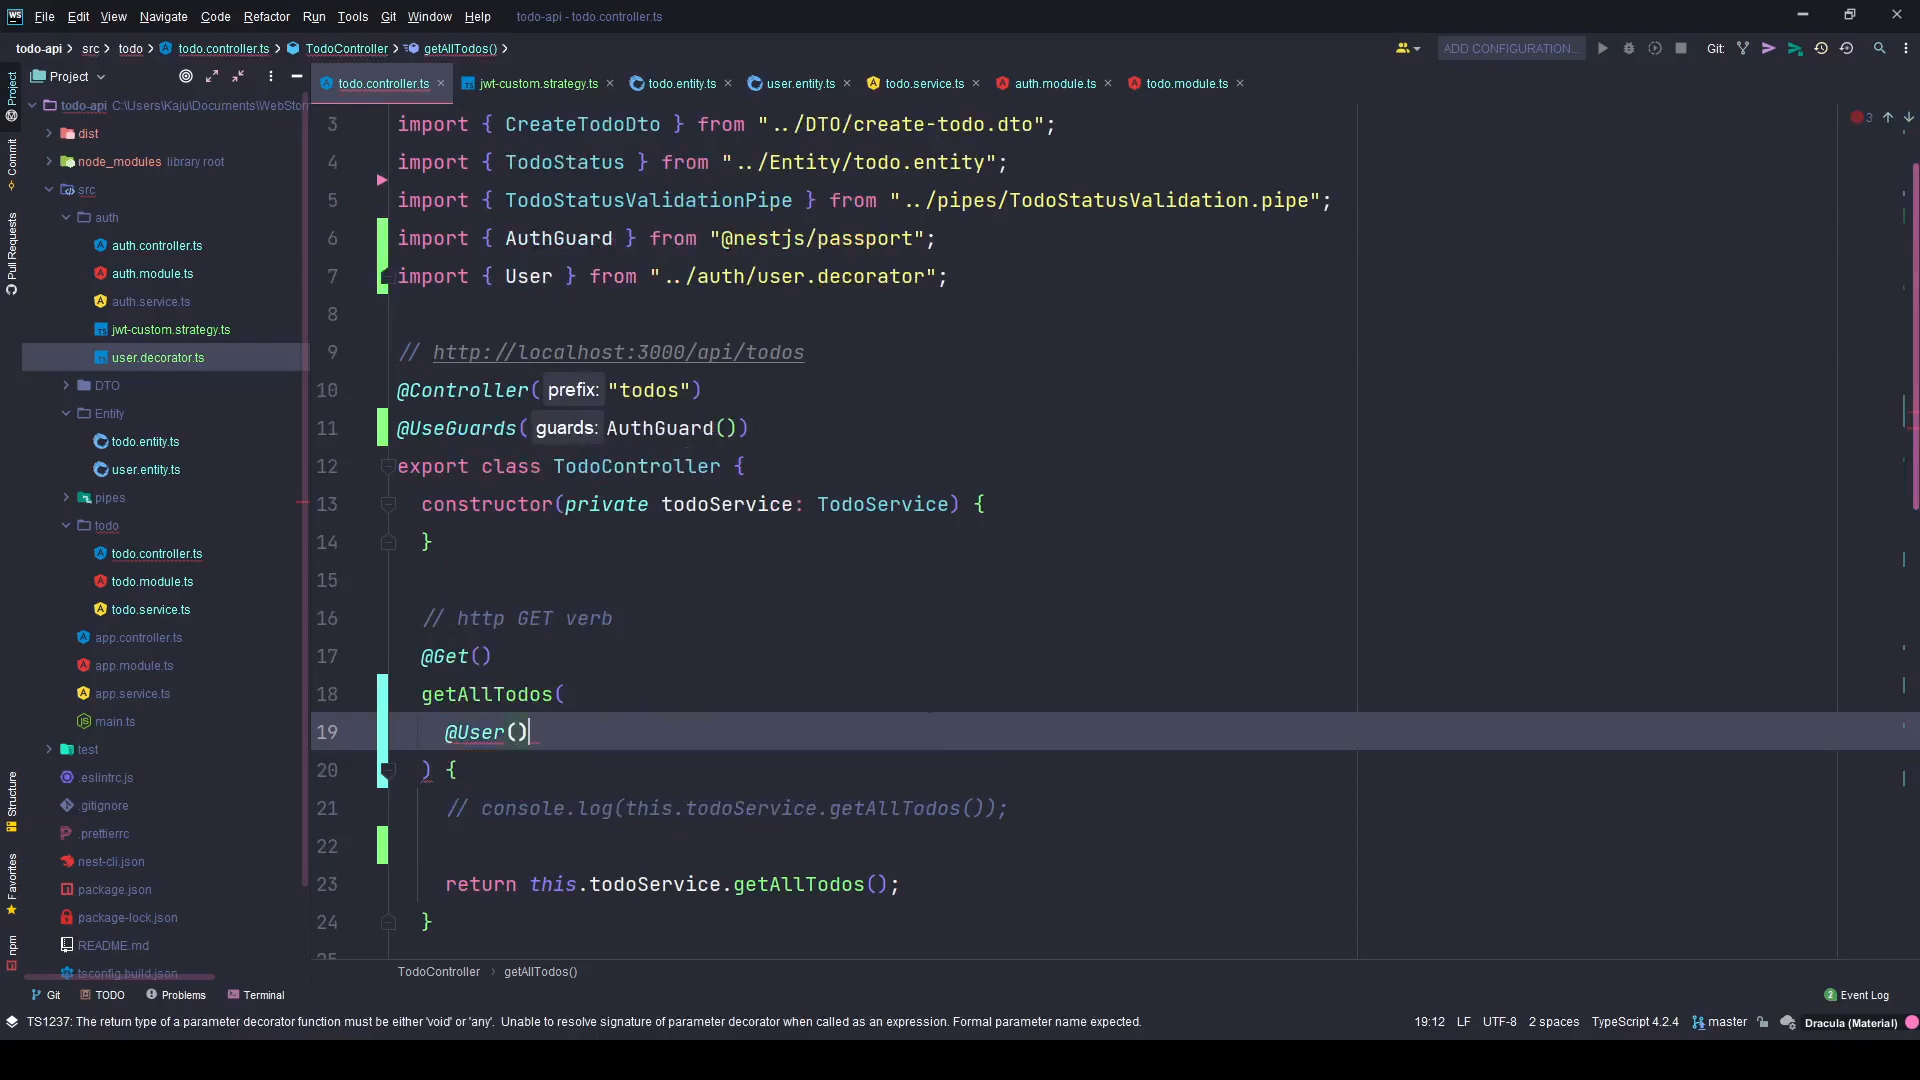 WS File Edit View Navigate Code Refactor Run Tools Git Window Help todo-api - todo.controller.ts
todo-api src todo todo.controller.ts TodoController getAllTodos()
ADD CONFIGURATION... Git:
Project
todo.controller.ts jwt-custom.strategy.ts todo.entity.ts user.entity.ts todo.service.ts auth.module.ts todo.module.ts
Project
Commit
Pull Requests
Structure
Favorites
npm
todo-api C:\Users\Kaju\Documents\WebStor
dist
node_modules library root
src
auth
auth.controller.ts
auth.module.ts
auth.service.ts
jwt-custom.strategy.ts
user.decorator.ts
DTO
Entity
todo.entity.ts
user.entity.ts
pipes
todo
todo.controller.ts
todo.module.ts
todo.service.ts
app.controller.ts
app.module.ts
app.service.ts
main.ts
test
.eslintrc.js
.gitignore
.prettierrc
nest-cli.json
package.json
package-lock.json
README.md
tsconfig.build.json
3
3 import { CreateTodoDto } from "../DTO/create-todo.dto";
4 import { TodoStatus } from "../Entity/todo.entity";
5 import { TodoStatusValidationPipe } from "../pipes/TodoStatusValidation.pipe";
6 import { AuthGuard } from "@nestjs/passport";
7 import { User } from "../auth/user.decorator";
8
9 // http://localhost:3000/api/todos
10 @Controller( prefix: "todos")
11 @UseGuards( guards: AuthGuard())
12 export class TodoController {
13 constructor(private todoService: TodoService) {
14 }
15
16 // http GET verb
17 @Get()
18 getAllTodos(
19 @User()
20 ) {
21 // console.log(this.todoService.getAllTodos());
22
23 return this.todoService.getAllTodos();
24 }
25
TodoController getAllTodos()
Git TODO Problems Terminal
2 Event Log
TS1237: The return type of a parameter decorator function must be either 'void' or 'any'. Unable to resolve signature of parameter decorator when called as an expression. Formal parameter name expected.
19:12 LF UTF-8 2 spaces TypeScript 4.2.4 master Dracula (Material)